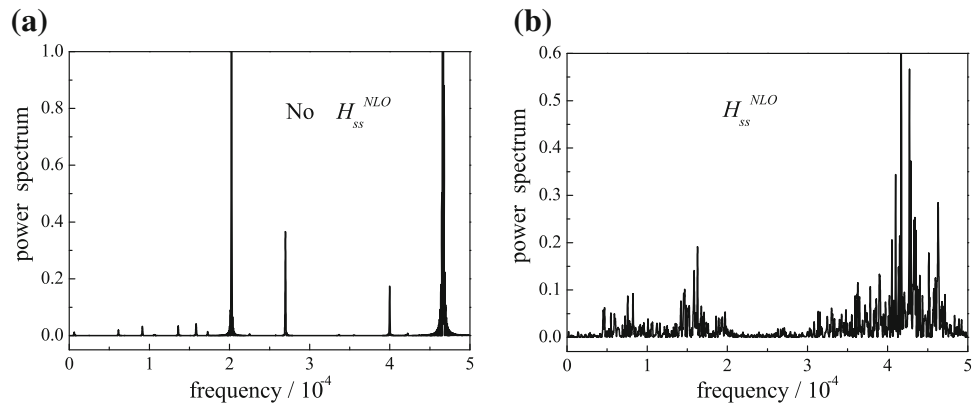 (a)
1.0
0.8
0.6
0.4
0.2
0.0
power spectrum
No H_ss^NLO
0 1 2 3 4 5
frequency / 10^-4
(b)
0.6
0.5
0.4
0.3
0.2
0.1
0.0
power spectrum
H_ss^NLO
0 1 2 3 4 5
frequency / 10^-4